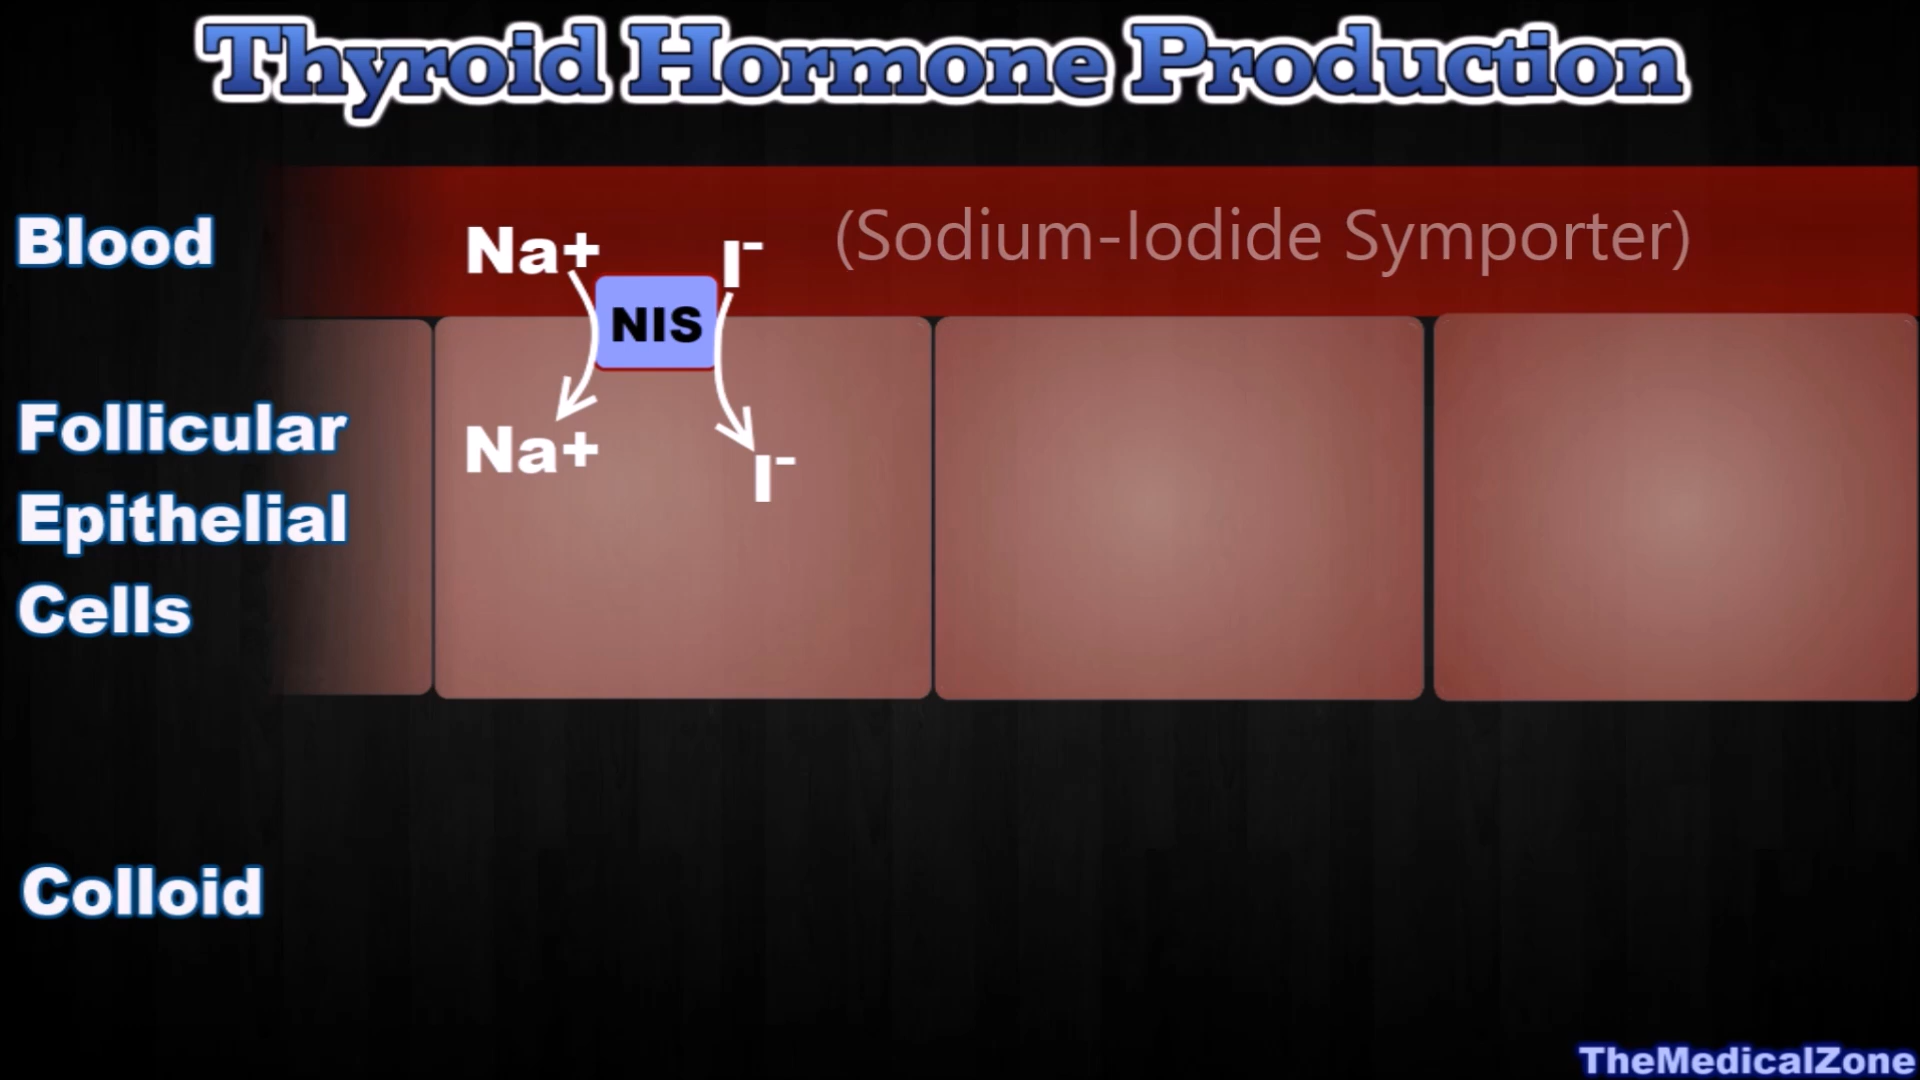 Thyroid Hormone Production
Blood
Na+
I-
(Sodium-Iodide Symporter)
NIS
Follicular
Epithelial
Cells
Na+
I-
Colloid
TheMedicalZone